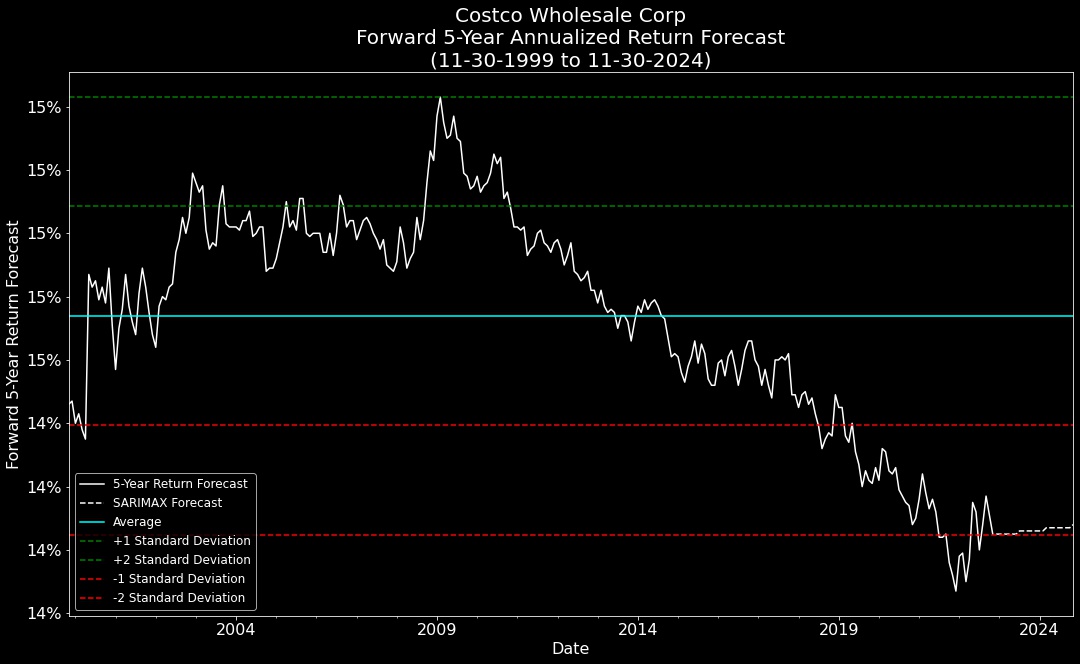 Costco Wholesale Corp
Forward 5-Year Annualized Return Forecast
(11-30-1999 to 11-30-2024)
Forward 5-Year Return Forecast
15%
15%
15%
15%
15%
14%
14%
14%
14%
5-Year Return Forecast
SARIMAX Forecast
Average
+1 Standard Deviation
+2 Standard Deviation
-1 Standard Deviation
-2 Standard Deviation
2004
2009
2014
2019
2024
Date